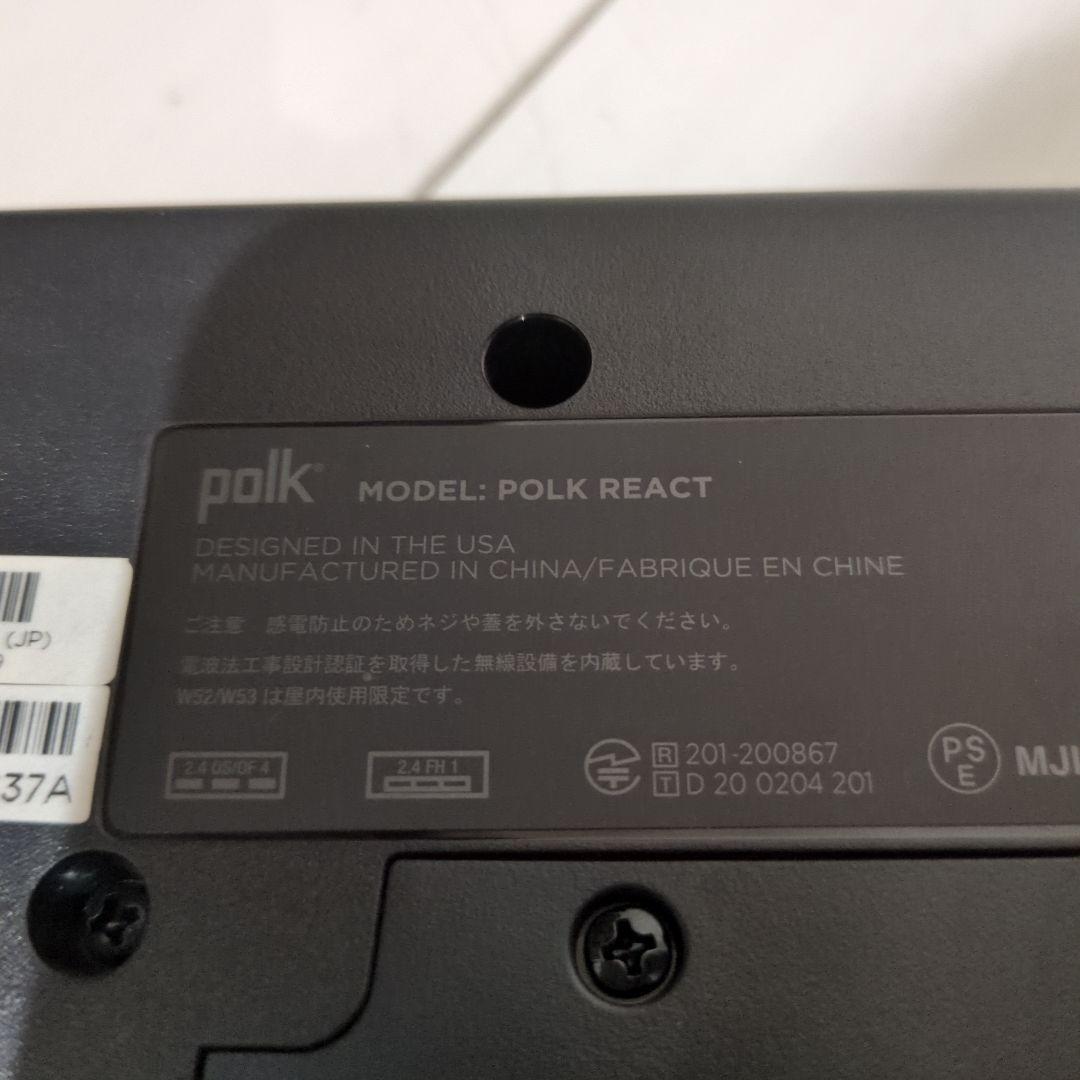 polk® MODEL: POLK REACT
DESIGNED IN THE USA
MANUFACTURED IN CHINA/FABRIQUE EN CHINE
ご注意 感電防止のためネジや蓋を外さないでください。
電波法工事設計認証を取得した無線設備を内蔵しています。
W52/W53 は屋内使用限定です。
2.4 DS/OF 4
2.4 FH 1
R 201-200867
T D 20 0204 201
PSE
MJI
(JP)
9
37A